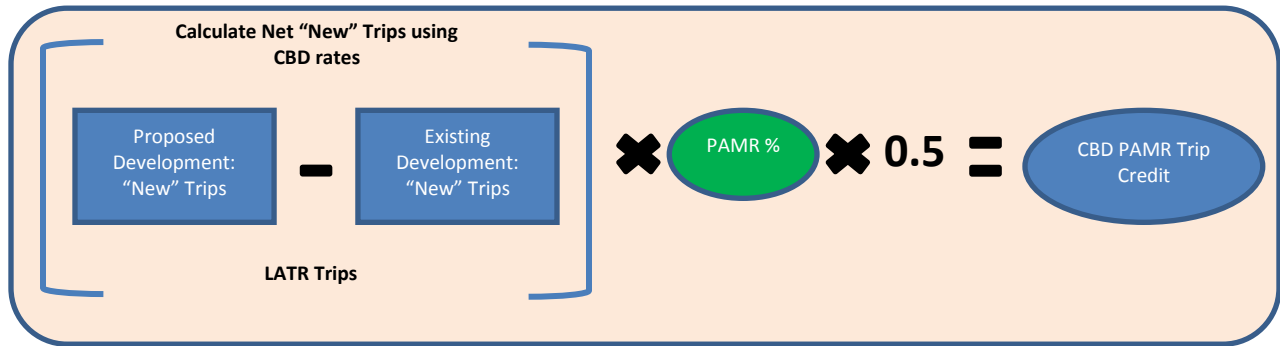 Calculate Net “New” Trips using
CBD rates
Proposed
Development:
“New” Trips
-
Existing
Development:
“New” Trips
✖
PAMR %
✖
0.5
=
CBD PAMR Trip
Credit
LATR Trips